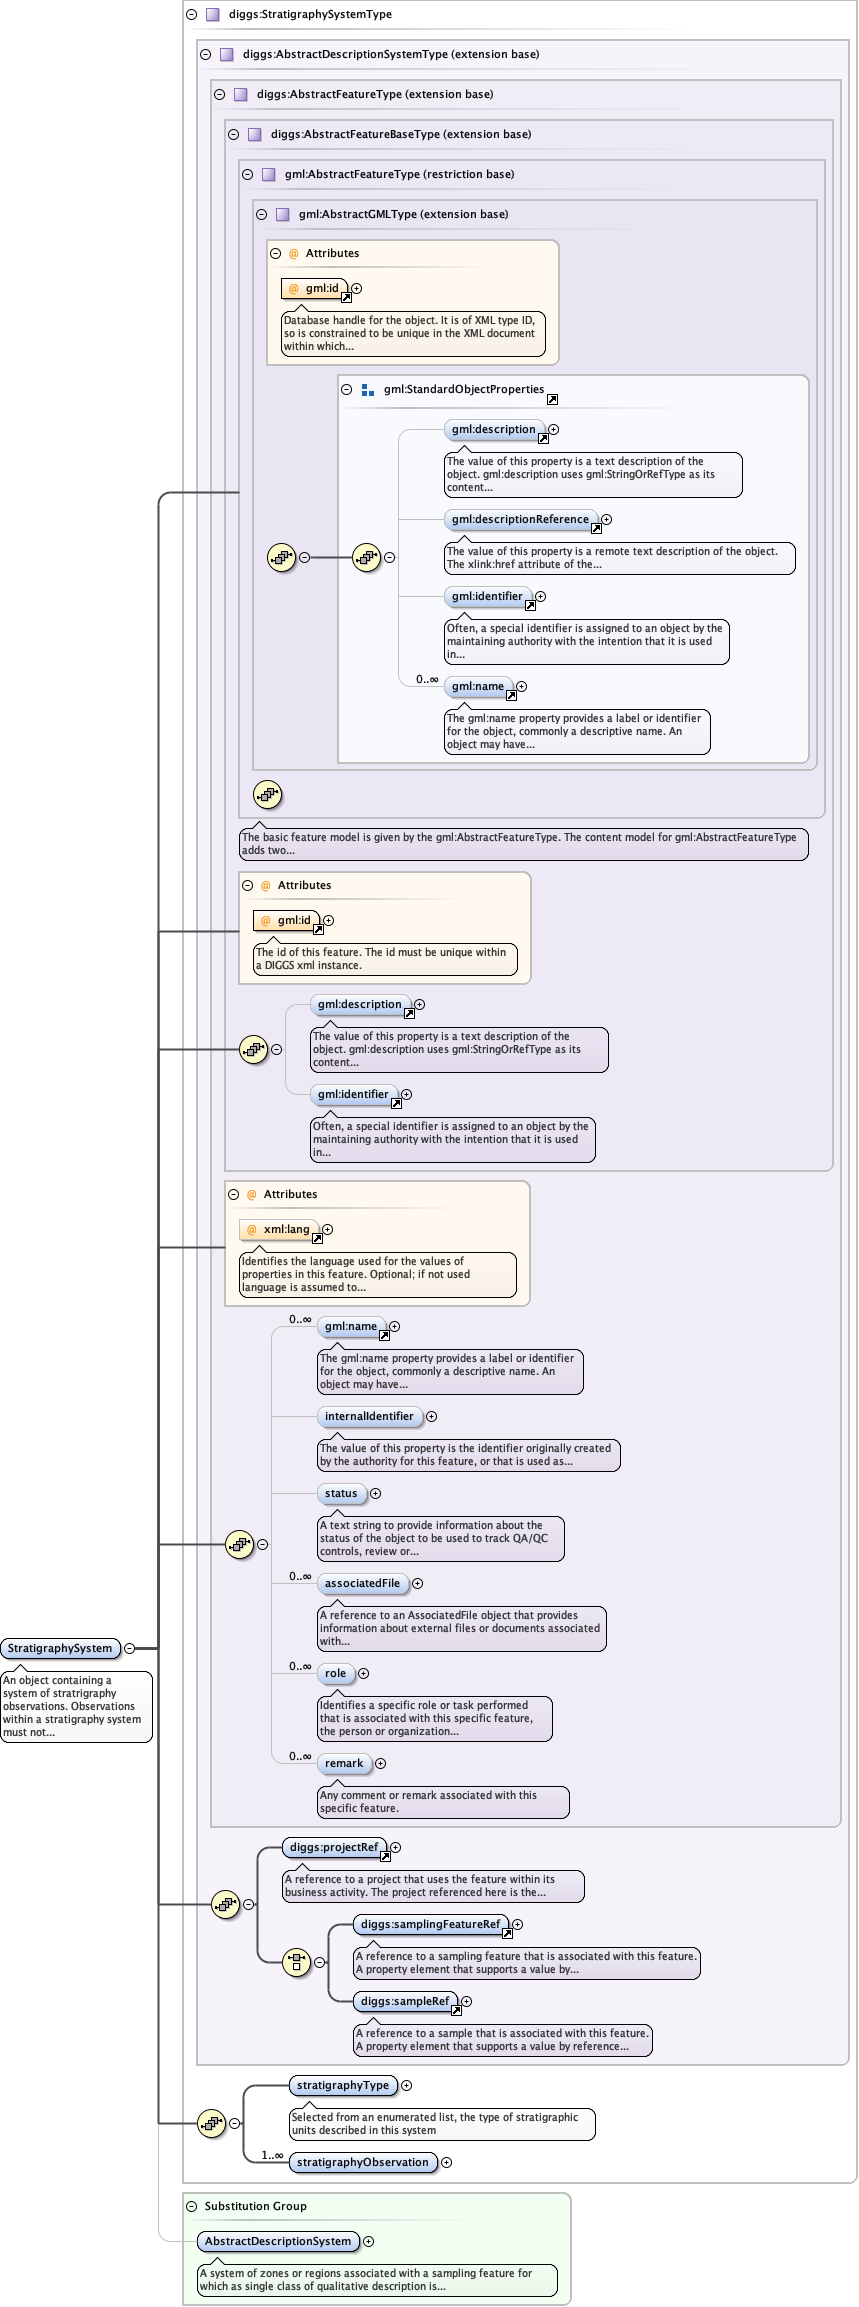 diggs:StratigraphySystemType
diggs:AbstractDescriptionSystemType (extension base)
diggs:AbstractFeatureType (extension base)
diggs:AbstractFeatureBaseType (extension base)
gml:AbstractFeatureType (restriction base)
gml:AbstractGMLType (extension base)
@ Attributes
@ gml:id
Database handle for the object. It is of XML type ID,
so is constrained to be unique in the XML document
within which...
gml:StandardObjectProperties
gml:description
The value of this property is a text description of the
object. gml:description uses gml:StringOrRefType as its
content...
gml:descriptionReference
The value of this property is a remote text description of the object.
The xlink:href attribute of the...
gml:identifier
Often, a special identifier is assigned to an object by the
maintaining authority with the intention that it is used
in...
0..∞
gml:name
The gml:name property provides a label or identifier
for the object, commonly a descriptive name. An
object may have...
The basic feature model is given by the gml:AbstractFeatureType. The content model for gml:AbstractFeatureType
adds two...
@ Attributes
@ gml:id
The id of this feature. The id must be unique within
a DIGGS xml instance.
gml:description
The value of this property is a text description of the
object. gml:description uses gml:StringOrRefType as its
content...
gml:identifier
Often, a special identifier is assigned to an object by the
maintaining authority with the intention that it is used
in...
@ Attributes
@ xml:lang
Identifies the language used for the values of
properties in this feature. Optional; if not used
language is assumed to...
0..∞
gml:name
The gml:name property provides a label or identifier
for the object, commonly a descriptive name. An
object may have...
internalIdentifier
The value of this property is the identifier originally created
by the authority for this feature, or that is used as...
status
A text string to provide information about the
status of the object to be used to track QA/QC
controls, review or...
0..∞
associatedFile
A reference to an AssociatedFile object that provides
information about external files or documents associated
with...
0..∞
role
Identifies a specific role or task performed
that is associated with this specific feature,
the person or organization...
0..∞
remark
Any comment or remark associated with this
specific feature.
StratigraphySystem
An object containing a
system of stratrigraphy
observations. Observations
within a stratigraphy system
must not...
diggs:projectRef
A reference to a project that uses the feature within its
business activity. The project referenced here is the...
diggs:samplingFeatureRef
A reference to a sampling feature that is associated with this feature.
A property element that supports a value by...
diggs:sampleRef
A reference to a sample that is associated with this feature.
A property element that supports a value by reference...
stratigraphyType
Selected from an enumerated list, the type of stratigraphic
units described in this system
1..∞
stratigraphyObservation
Substitution Group
AbstractDescriptionSystem
A system of zones or regions associated with a sampling feature for
which as single class of qualitative description is...